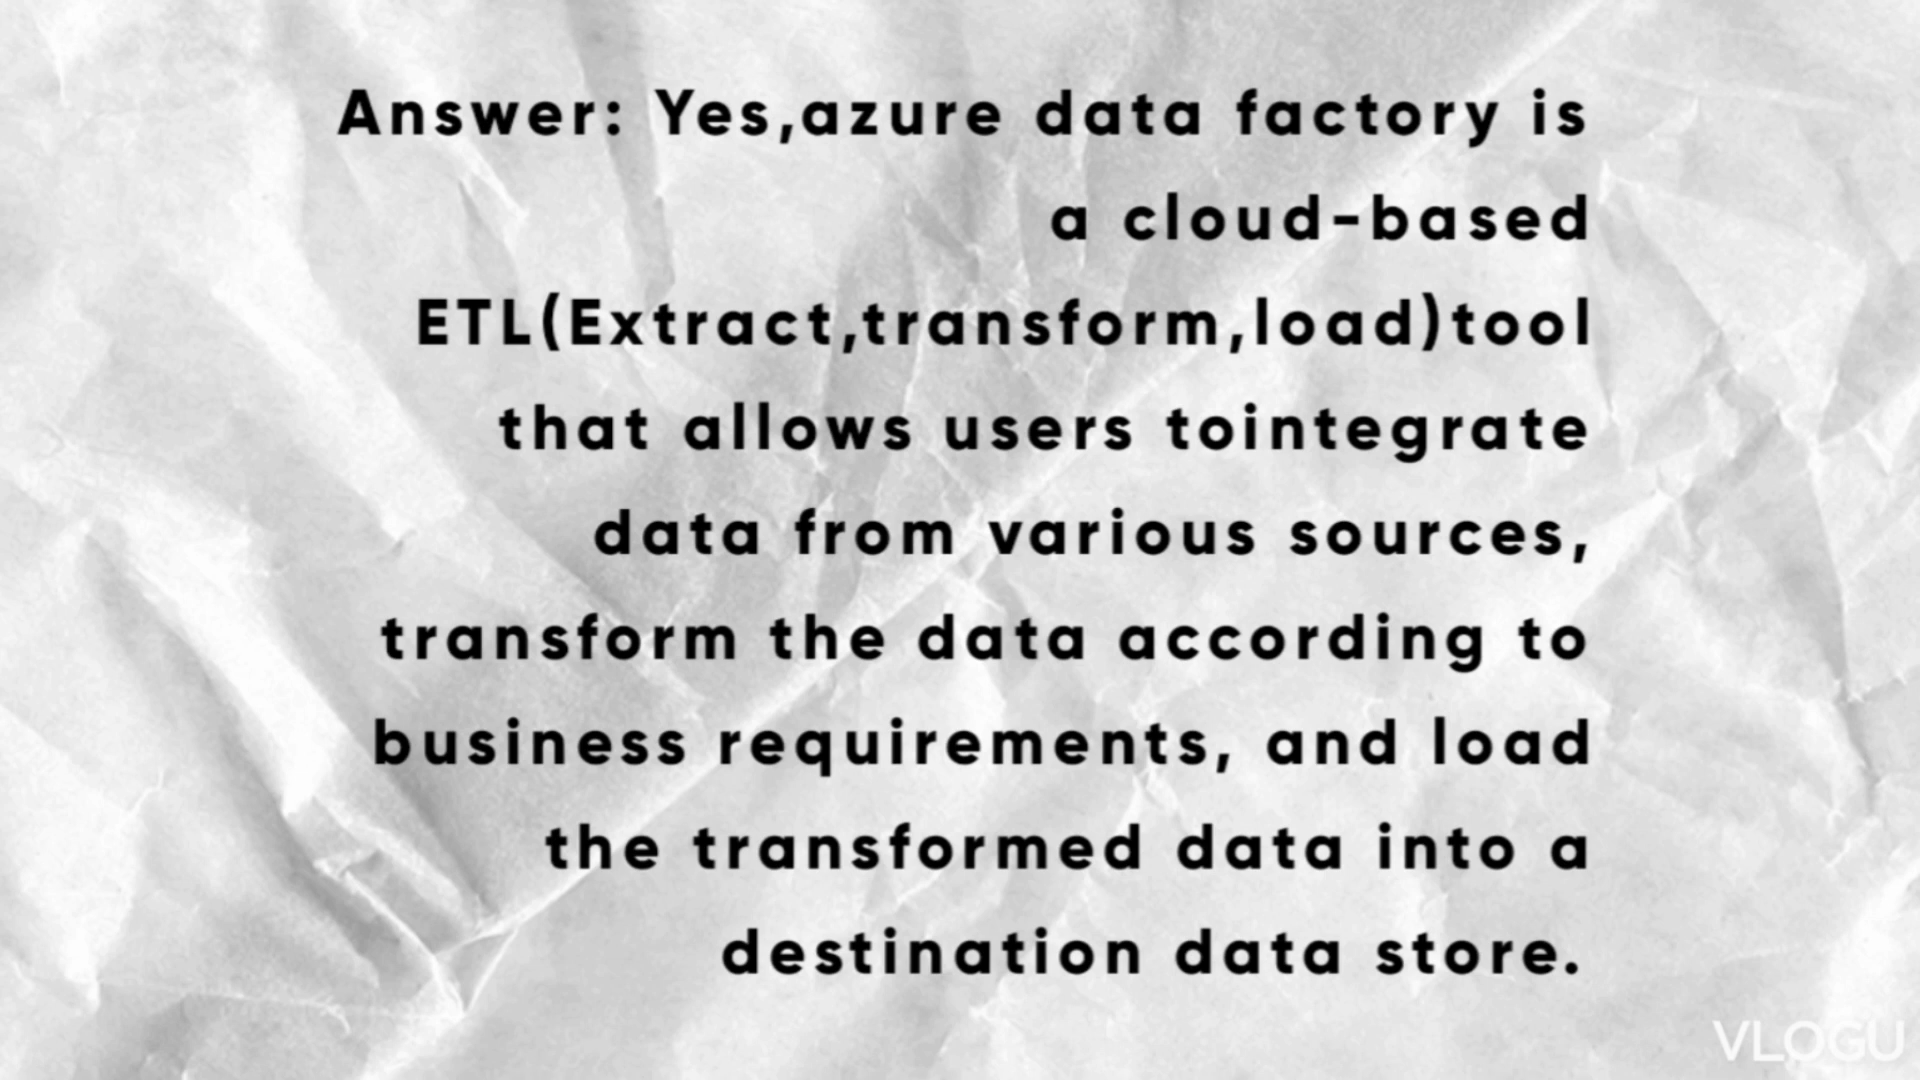 Answer: Yes,azure data factory is
a cloud-based
ETL(Extract,transform,load)tool
that allows users tointegrate
data from various sources,
transform the data according to
business requirements, and load
the transformed data into a
destination data store.
VLOGU